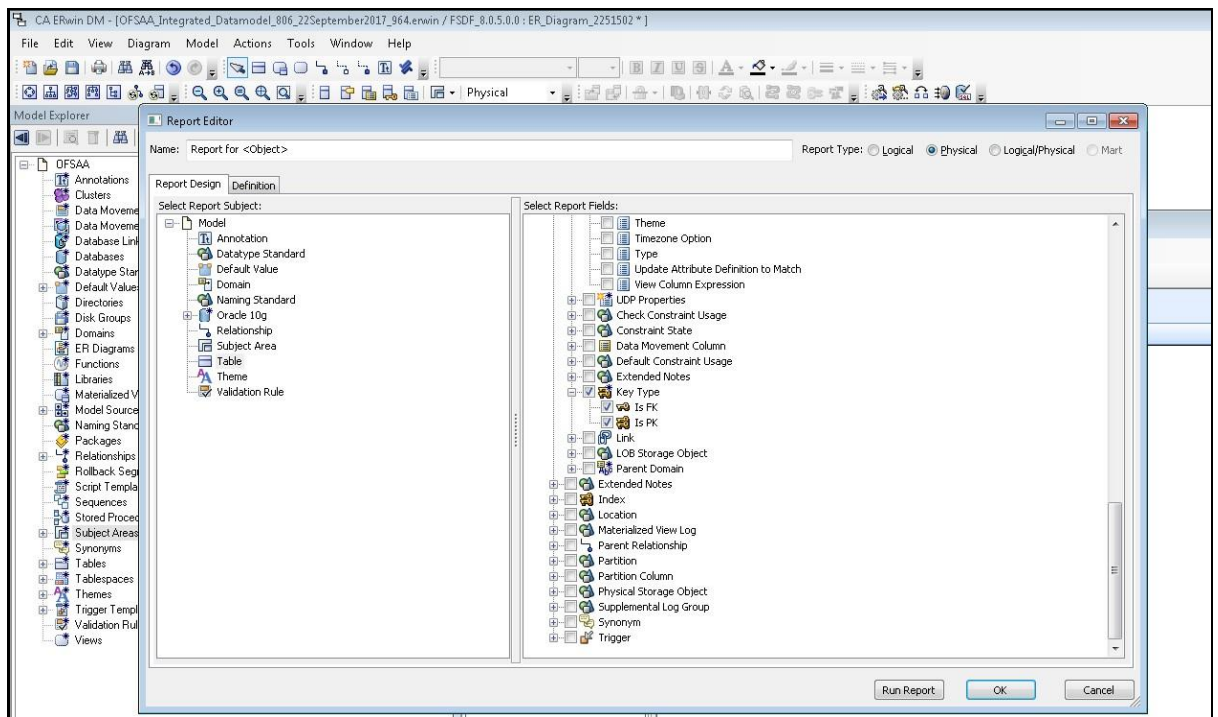 CA ERwin DM - [OFSAA_Integrated_Datamodel_806_22September2017_964.erwin / FSDF_8.0.5.0.0 : ER_Diagram_2251502 * ]
File Edit View Diagram Model Actions Tools Window Help
Physical
Model Explorer
OFSAA
Annotations
Clusters
Data Moveme
Data Moveme
Database Link
Databases
Datatype Star
Default Value:
Directories
Disk Groups
Domains
ER Diagrams
Functions
Libraries
Materialized V
Model Source
Naming Stanc
Packages
Relationships
Rollback Seg
Script Templa
Sequences
Stored Proced
Subject Areas
Synonyms
Tables
Tablespaces
Themes
Trigger Templ
Validation Rul
Views
Report Editor
Name: Report for <Object>
Report Type: Logical Physical Logical/Physical Mart
Report Design Definition
Select Report Subject:
Model
Annotation
Datatype Standard
Default Value
Domain
Naming Standard
Oracle 10g
Relationship
Subject Area
Table
Theme
Validation Rule
Select Report Fields:
Theme
Timezone Option
Type
Update Attribute Definition to Match
View Column Expression
UDP Properties
Check Constraint Usage
Constraint State
Data Movement Column
Default Constraint Usage
Extended Notes
Key Type
Is FK
Is PK
Link
LOB Storage Object
Parent Domain
Extended Notes
Index
Location
Materialized View Log
Parent Relationship
Partition
Partition Column
Physical Storage Object
Supplemental Log Group
Synonym
Trigger
Run Report OK Cancel